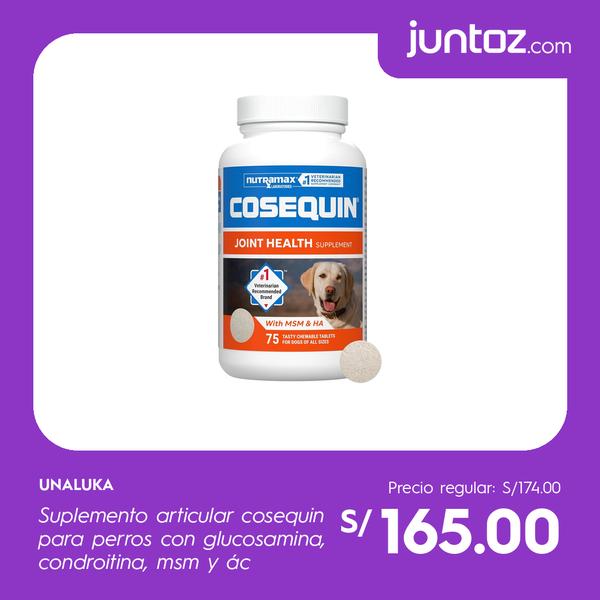 juntoz.com
nutramax
LABORATORIES
#1 VETERINARIAN
RECOMMENDED
COSEQUIN®
JOINT HEALTH SUPPLEMENT
#1
Veterinarian
Recommended
Brand
With MSM & HA
75 TASTY CHEWABLE TABLETS
FOR DOGS OF ALL SIZES
UNALUKA
Suplemento articular cosequin
para perros con glucosamina,
condroitina, msm y ác
Precio regular: S/174.00
S/165.00